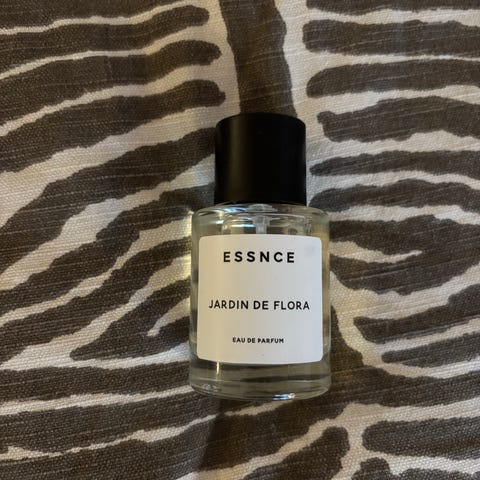 ESSNCE
JARDIN DE FLORA
EAU DE PARFUM